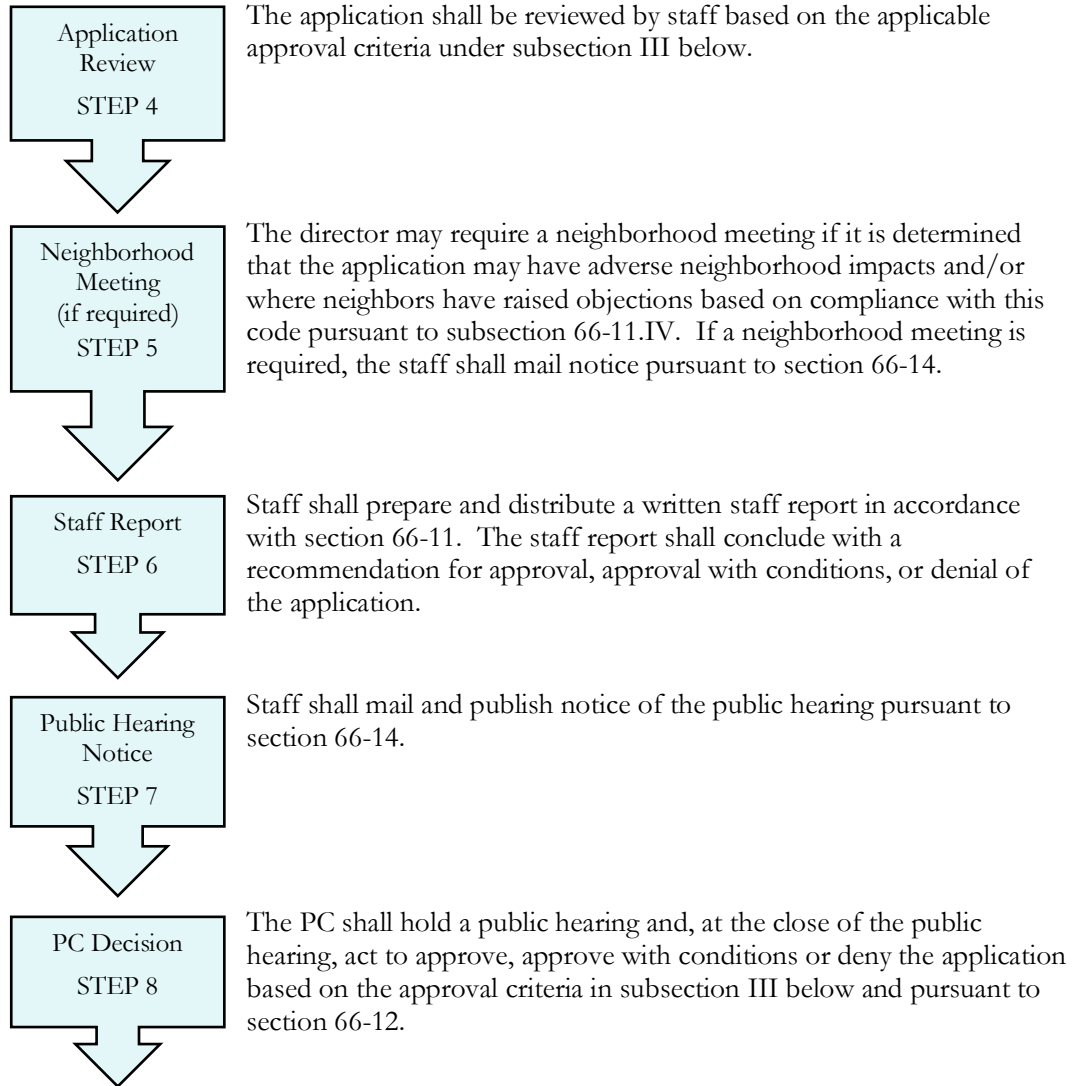 Application
Review
STEP 4
The application shall be reviewed by staff based on the applicable
approval criteria under subsection III below.
Neighborhood
Meeting
(if required)
STEP 5
The director may require a neighborhood meeting if it is determined
that the application may have adverse neighborhood impacts and/or
where neighbors have raised objections based on compliance with this
code pursuant to subsection 66-11.IV.  If a neighborhood meeting is
required, the staff shall mail notice pursuant to section 66-14.
Staff Report
STEP 6
Staff shall prepare and distribute a written staff report in accordance
with section 66-11.  The staff report shall conclude with a
recommendation for approval, approval with conditions, or denial of
the application.
Public Hearing
Notice
STEP 7
Staff shall mail and publish notice of the public hearing pursuant to
section 66-14.
PC Decision
STEP 8
The PC shall hold a public hearing and, at the close of the public
hearing, act to approve, approve with conditions or deny the application
based on the approval criteria in subsection III below and pursuant to
section 66-12.